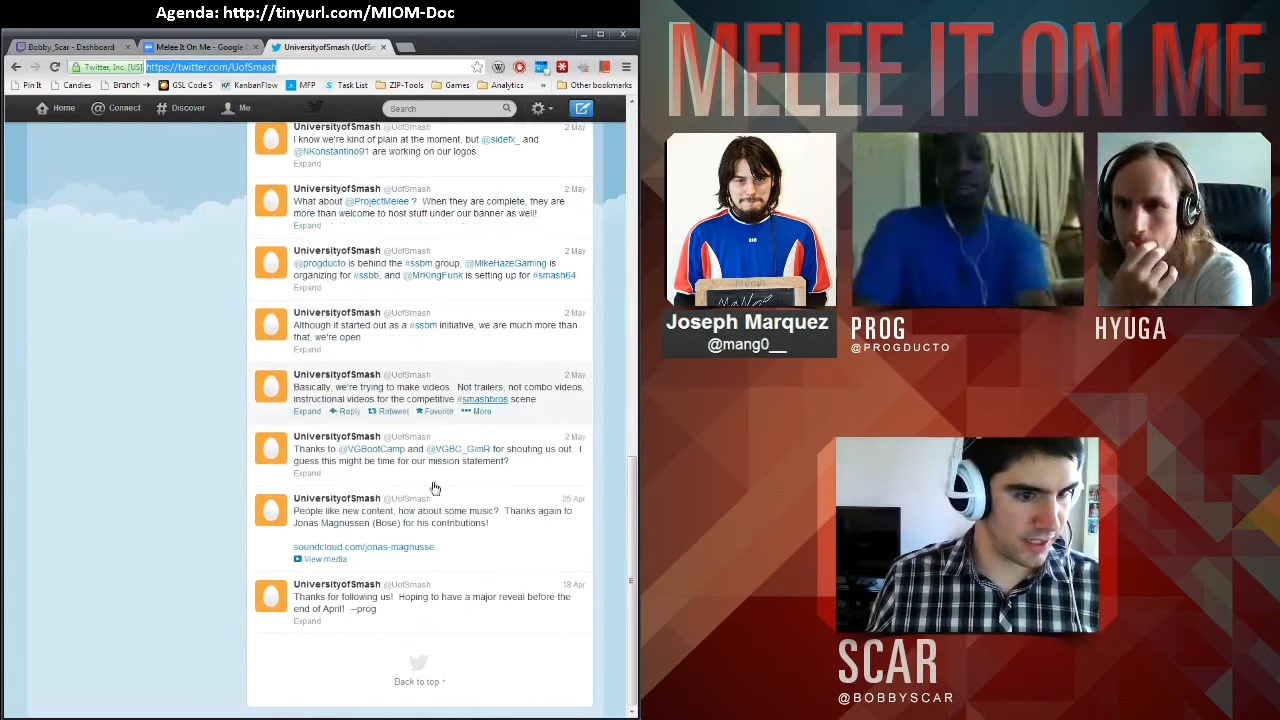 Agenda: http://tinyurl.com/MIOM-Doc
Bobby_Scar - Dashboard
Melee It On Me - Google
UniversityofSmash (UofSm
Twitter, Inc. [US]
https://twitter.com/UofSmash
Pin It
Candies
Branch >
GSL Code S
KanbanFlow
MFP
Task List
ZIP-Tools
Games
Analytics
Other bookmarks
Home
Connect
Discover
Me
Search
UniversityofSmash @UofSmash 2 May
I know we're kind of plain at the moment, but @sidefx_ and
@NKonstantino91 are working on our logos.
Expand
UniversityofSmash @UofSmash 2 May
What about @ProjectMelee ? When they are complete, they are
more than welcome to host stuff under our banner as well!
Expand
UniversityofSmash @UofSmash 2 May
@progducto is behind the #ssbm group, @MikeHazeGaming is
organizing for #ssbb, and @MrKingFunk is setting up for #smash64
Expand
UniversityofSmash @UofSmash 2 May
Although it started out as a #ssbm initiative, we are much more than
that, we're open
Expand
UniversityofSmash @UofSmash 2 May
Basically, we're trying to make videos. Not trailers, not combo videos,
instructional videos for the competitive #smashbros scene
Expand Reply Retweet Favorite More
UniversityofSmash @UofSmash 2 May
Thanks to @VGBootCamp and @VGBC_GimR for shouting us out. I
guess this might be time for our mission statement?
Expand
UniversityofSmash @UofSmash 25 Apr
People like new content, how about some music? Thanks again to
Jonas Magnussen (Bose) for his contributions!
soundcloud.com/jonas-magnusse...
View media
UniversityofSmash @UofSmash 18 Apr
Thanks for following us! Hoping to have a major reveal before the
end of April! --prog
Expand
Back to top ↑
MELEE IT ON ME
Joseph Marquez
@mang0__
PROG
@PROGDUCTO
HYUGA
SCAR
@BOBBYSCAR